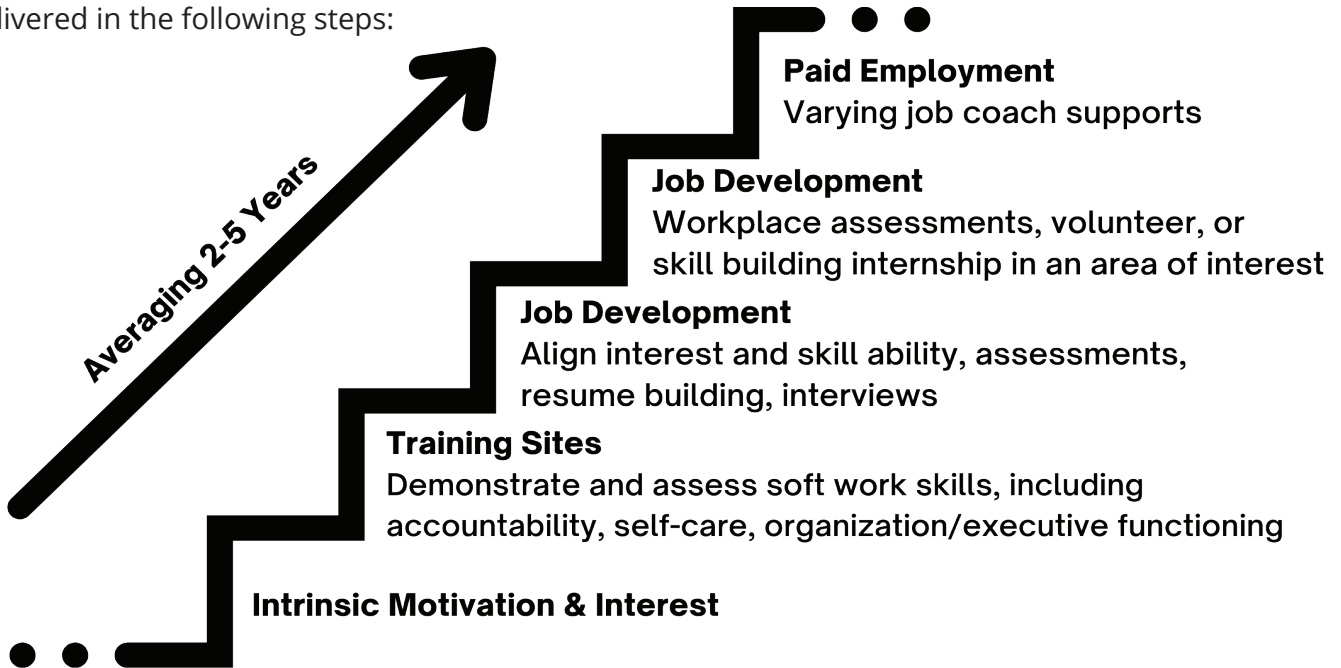 livered in the following steps:
Averaging 2-5 Years
Paid Employment
Varying job coach supports
Job Development
Workplace assessments, volunteer, or
skill building internship in an area of interest
Job Development
Align interest and skill ability, assessments,
resume building, interviews
Training Sites
Demonstrate and assess soft work skills, including
accountability, self-care, organization/executive functioning
Intrinsic Motivation & Interest